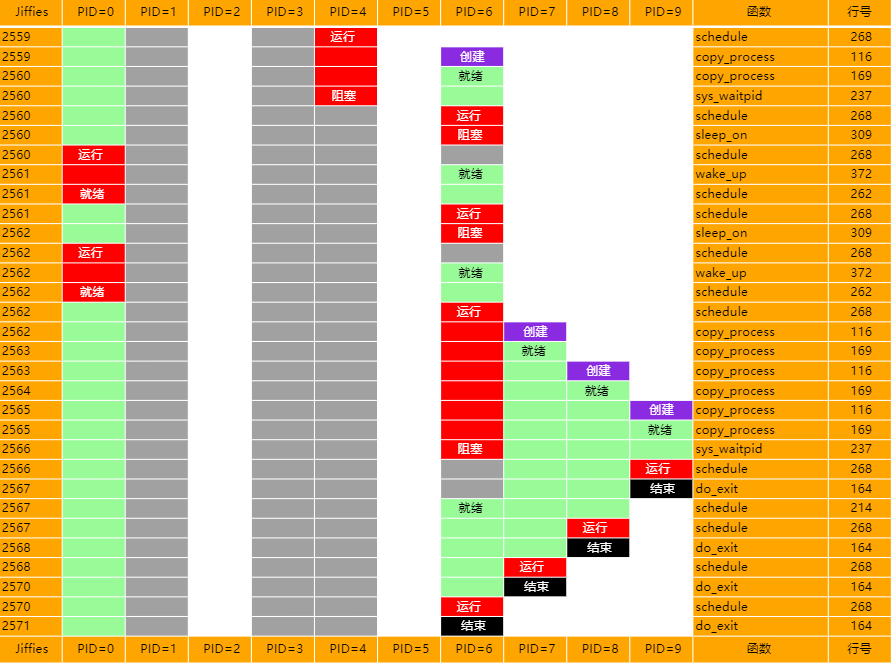 Jiffies PID=0 PID=1 PID=2 PID=3 PID=4 PID=5 PID=6 PID=7 PID=8 PID=9 函数 行号
2559 运行 schedule 268
2559 创建 copy_process 116
2560 就绪 copy_process 169
2560 阻塞 sys_waitpid 237
2560 运行 schedule 268
2560 阻塞 sleep_on 309
2560 运行 schedule 268
2561 就绪 wake_up 372
2561 就绪 schedule 262
2561 运行 schedule 268
2562 阻塞 sleep_on 309
2562 运行 schedule 268
2562 就绪 wake_up 372
2562 就绪 schedule 262
2562 运行 schedule 268
2562 创建 copy_process 116
2563 就绪 copy_process 169
2563 创建 copy_process 116
2564 就绪 copy_process 169
2565 创建 copy_process 116
2565 就绪 copy_process 169
2566 阻塞 sys_waitpid 237
2566 运行 schedule 268
2567 结束 do_exit 164
2567 就绪 schedule 214
2567 运行 schedule 268
2568 结束 do_exit 164
2568 运行 schedule 268
2570 结束 do_exit 164
2570 运行 schedule 268
2571 结束 do_exit 164
Jiffies PID=0 PID=1 PID=2 PID=3 PID=4 PID=5 PID=6 PID=7 PID=8 PID=9 函数 行号